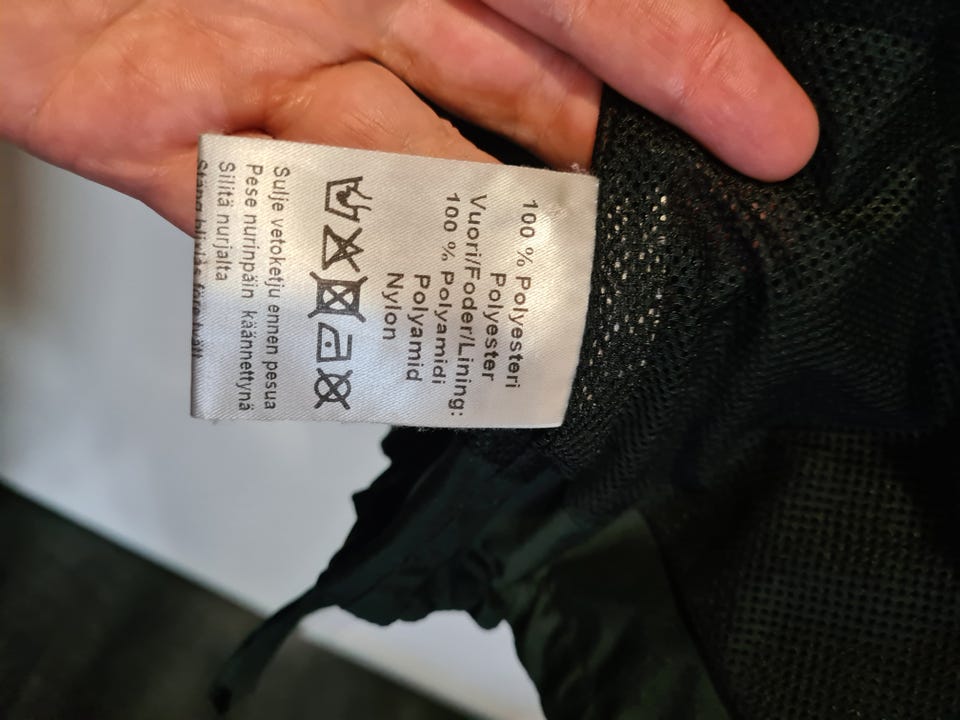 100 % Polyesteri
Polyester
Vuori/Foder/Lining:
100 % Polyamidi
Polyamid
Nylon
Sulje vetoketju ennen pesua
Pese nurinpäin käännettynä
Silitä nurjalta